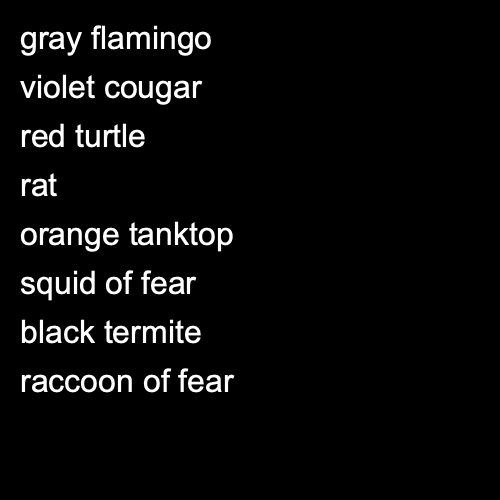 gray flamingo
violet cougar
red turtle
rat
orange tanktop
squid of fear
black termite
raccoon of fear